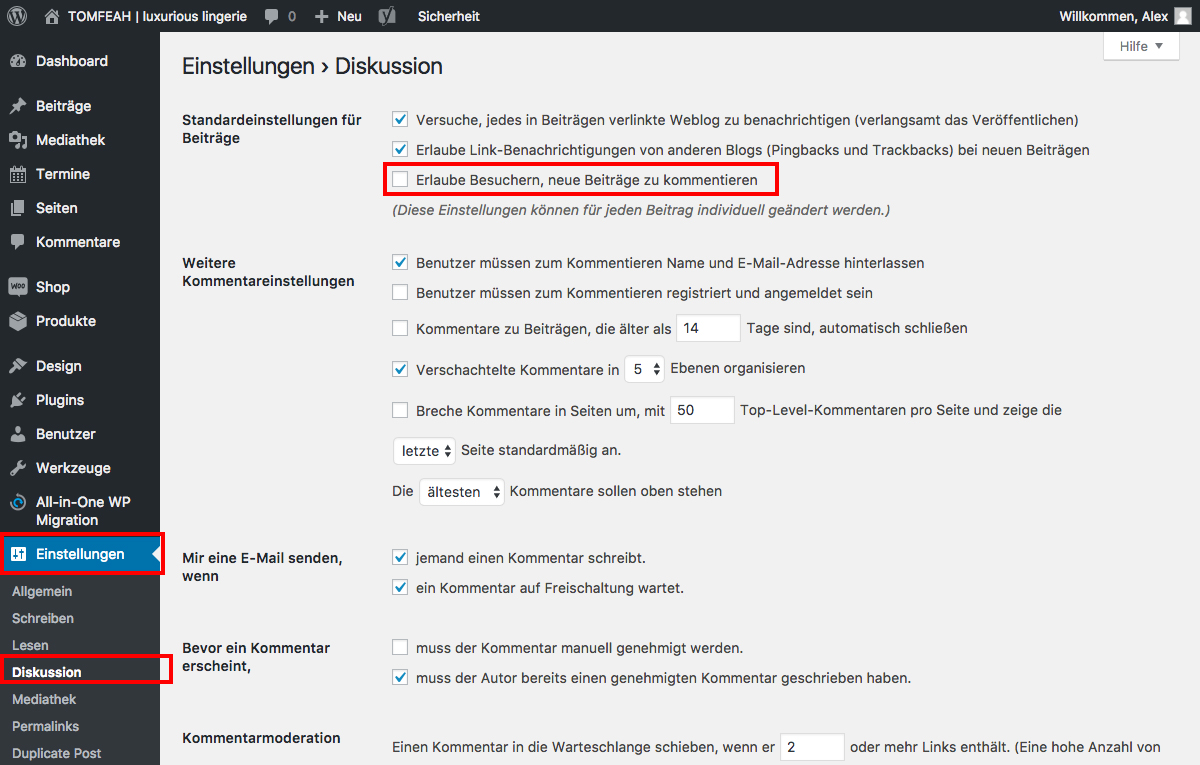 TOMFEAH | luxurious lingerie 0 Neu Sicherheit Willkommen, Alex
Hilfe
Dashboard
Beiträge
Mediathek
Termine
Seiten
Kommentare
Shop
Produkte
Design
Plugins
Benutzer
Werkzeuge
All-in-One WP
Migration
Einstellungen
Allgemein
Schreiben
Lesen
Diskussion
Mediathek
Permalinks
Duplicate Post
Einstellungen › Diskussion
Standardeinstellungen für
Beiträge
Versuche, jedes in Beiträgen verlinkte Weblog zu benachrichtigen (verlangsamt das Veröffentlichen)
Erlaube Link-Benachrichtigungen von anderen Blogs (Pingbacks und Trackbacks) bei neuen Beiträgen
Erlaube Besuchern, neue Beiträge zu kommentieren
(Diese Einstellungen können für jeden Beitrag individuell geändert werden.)
Weitere
Kommentareinstellungen
Benutzer müssen zum Kommentieren Name und E-Mail-Adresse hinterlassen
Benutzer müssen zum Kommentieren registriert und angemeldet sein
Kommentare zu Beiträgen, die älter als 14 Tage sind, automatisch schließen
Verschachtelte Kommentare in 5 Ebenen organisieren
Breche Kommentare in Seiten um, mit 50 Top-Level-Kommentaren pro Seite und zeige die
letzte Seite standardmäßig an.
Die ältesten Kommentare sollen oben stehen
Mir eine E-Mail senden,
wenn
jemand einen Kommentar schreibt.
ein Kommentar auf Freischaltung wartet.
Bevor ein Kommentar
erscheint,
muss der Kommentar manuell genehmigt werden.
muss der Autor bereits einen genehmigten Kommentar geschrieben haben.
Kommentarmoderation
Einen Kommentar in die Warteschlange schieben, wenn er 2 oder mehr Links enthält. (Eine hohe Anzahl von